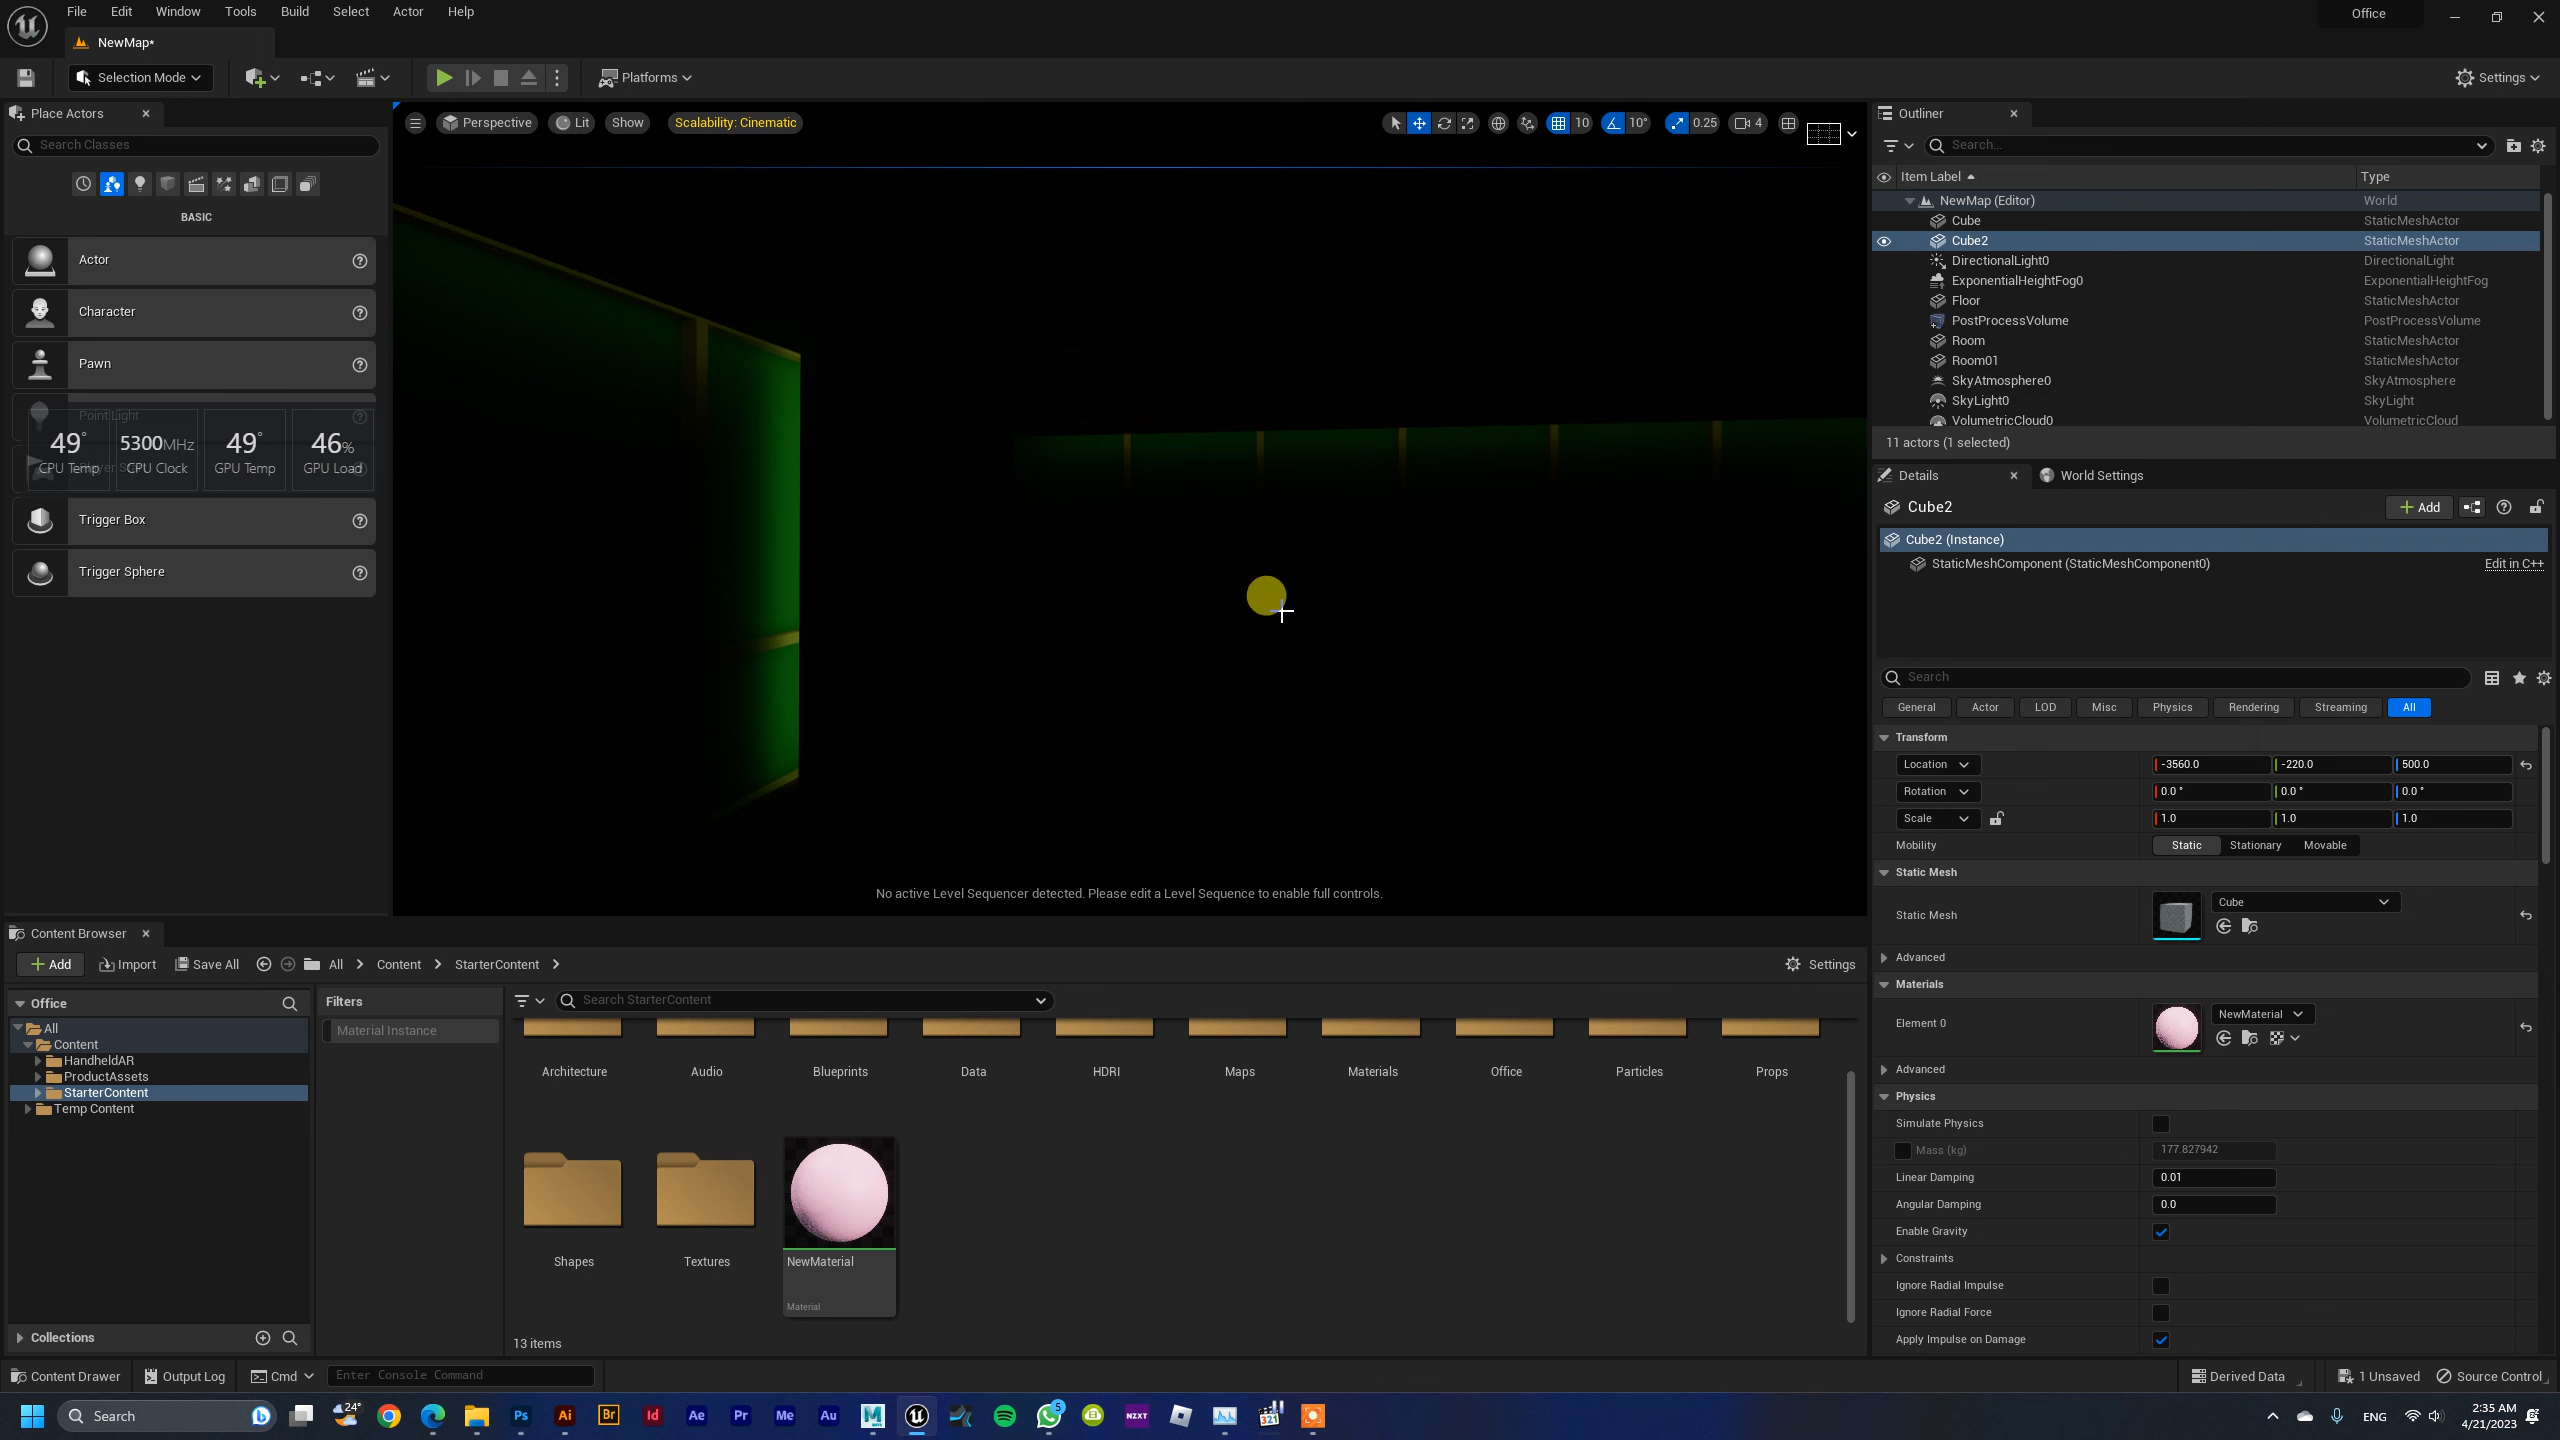 File Edit Window Tools Build Select Actor Help
Office
NewMap*
Selection Mode
Platforms
Settings
Place Actors
Search Classes
BASIC
Actor
Character
Pawn
Point Light
49° 5300MHz 49° 46%
CPU Temp CPU Clock GPU Temp GPU Load
Trigger Box
Trigger Sphere
Perspective Lit Show Scalability: Cinematic
10 10° 0.25 4
No active Level Sequencer detected. Please edit a Level Sequence to enable full controls.
Outliner
Search...
Item Label Type
NewMap (Editor) World
Cube StaticMeshActor
Cube2 StaticMeshActor
DirectionalLight0 DirectionalLight
ExponentialHeightFog0 ExponentialHeightFog
Floor StaticMeshActor
PostProcessVolume PostProcessVolume
Room StaticMeshActor
Room01 StaticMeshActor
SkyAtmosphere0 SkyAtmosphere
SkyLight0 SkyLight
VolumetricCloud0 VolumetricCloud
11 actors (1 selected)
Details World Settings
Cube2 Add
Cube2 (Instance)
StaticMeshComponent (StaticMeshComponent0) Edit in C++
Search
General Actor LOD Misc Physics Rendering Streaming All
Transform
Location -3560.0 -220.0 500.0
Rotation 0.0 ° 0.0 ° 0.0 °
Scale 1.0 1.0 1.0
Mobility Static Stationary Movable
Static Mesh
Static Mesh Cube
Advanced
Materials
Element 0 NewMaterial
Advanced
Physics
Simulate Physics
Mass (kg) 177.827942
Linear Damping 0.01
Angular Damping 0.0
Enable Gravity
Constraints
Ignore Radial Impulse
Ignore Radial Force
Apply Impulse on Damage
Content Browser
Add Import Save All All > Content > StarterContent >
Settings
Office
All
Content
HandheldAR
ProductAssets
StarterContent
Temp Content
Collections
Filters
Material Instance
Search StarterContent
Architecture Audio Blueprints Data HDRI Maps Materials Office Particles Props
Shapes Textures NewMaterial
Material
13 items
Content Drawer Output Log Cmd Enter Console Command
Derived Data 1 Unsaved Source Control
Search
24°
Ps Ai Br Id Ae Pr Me Au
5
NZXT
321
ENG
2:35 AM
4/21/2023